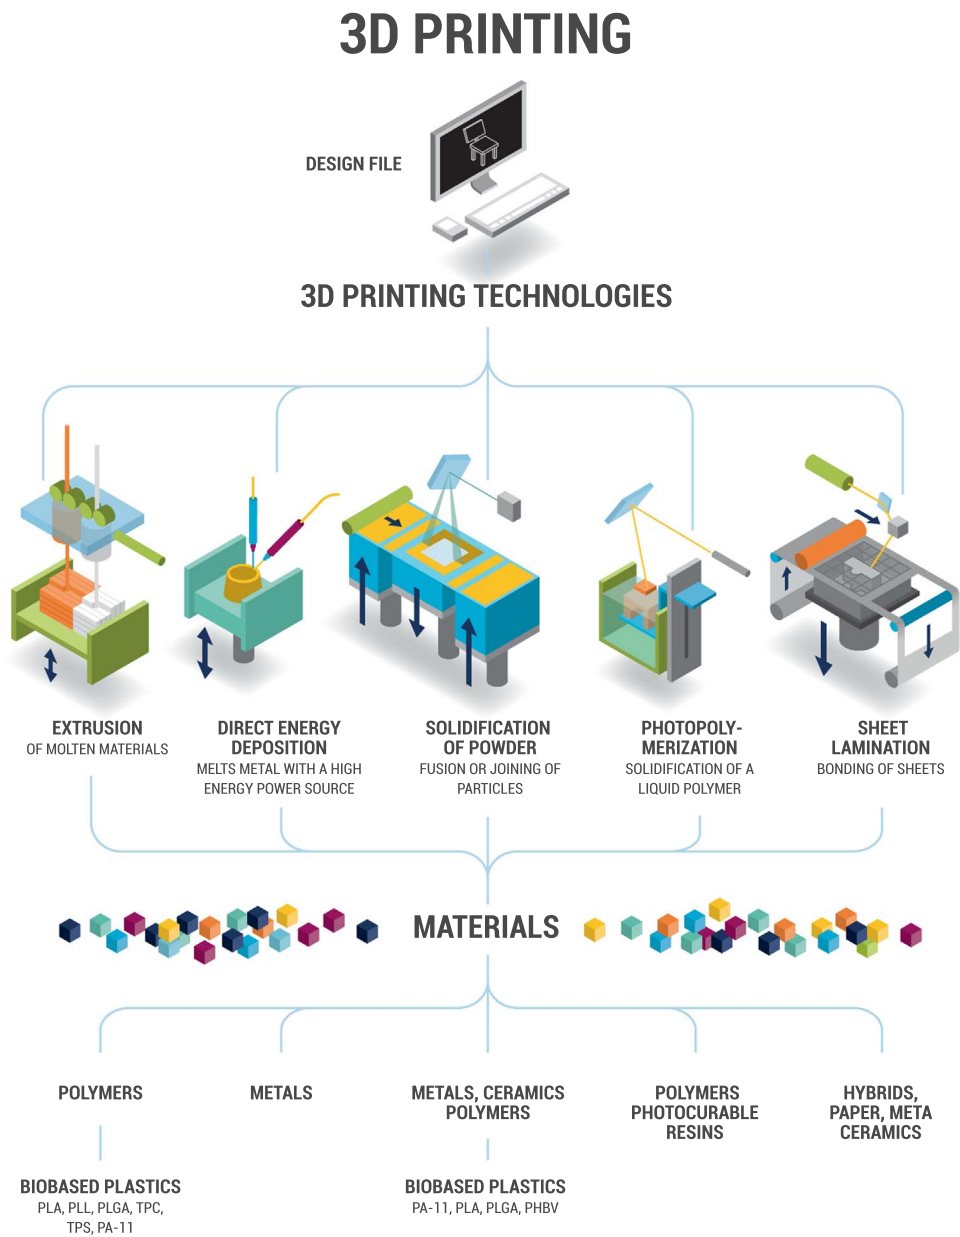 3D PRINTING
DESIGN FILE
3D PRINTING TECHNOLOGIES
EXTRUSION
OF MOLTEN MATERIALS
DIRECT ENERGY
DEPOSITION
MELTS METAL WITH A HIGH
ENERGY POWER SOURCE
SOLIDIFICATION
OF POWDER
FUSION OR JOINING OF
PARTICLES
PHOTOPOLY-
MERIZATION
SOLIDIFICATION OF A
LIQUID POLYMER
SHEET
LAMINATION
BONDING OF SHEETS
MATERIALS
POLYMERS
METALS
METALS, CERAMICS
POLYMERS
POLYMERS
PHOTOCURABLE
RESINS
HYBRIDS,
PAPER, META
CERAMICS
BIOBASED PLASTICS
PLA, PLL, PLGA, TPC,
TPS, PA-11
BIOBASED PLASTICS
PA-11, PLA, PLGA, PHBV